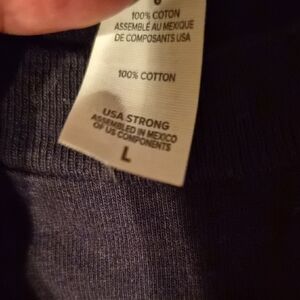 100% COTON
ASSEMBLÉ AU MEXIQUE
DE COMPOSANTS USA
100% COTTON
USA STRONG
ASSEMBLED IN MEXICO
OF US COMPONENTS
L